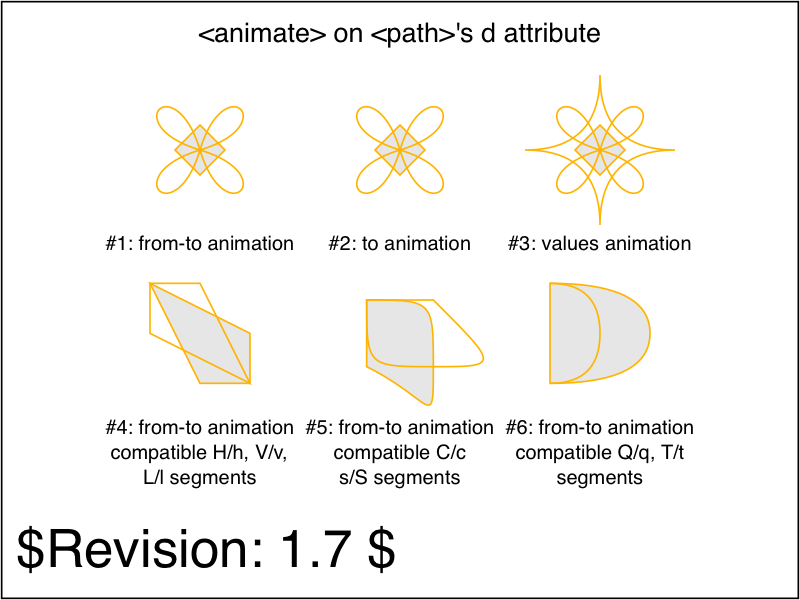 <animate> on <path>'s d attribute
#1: from-to animation
#2: to animation
#3: values animation
#4: from-to animation
compatible H/h, V/v,
L/l segments
#5: from-to animation
compatible C/c
s/S segments
#6: from-to animation
compatible Q/q, T/t
segments
$Revision: 1.7 $